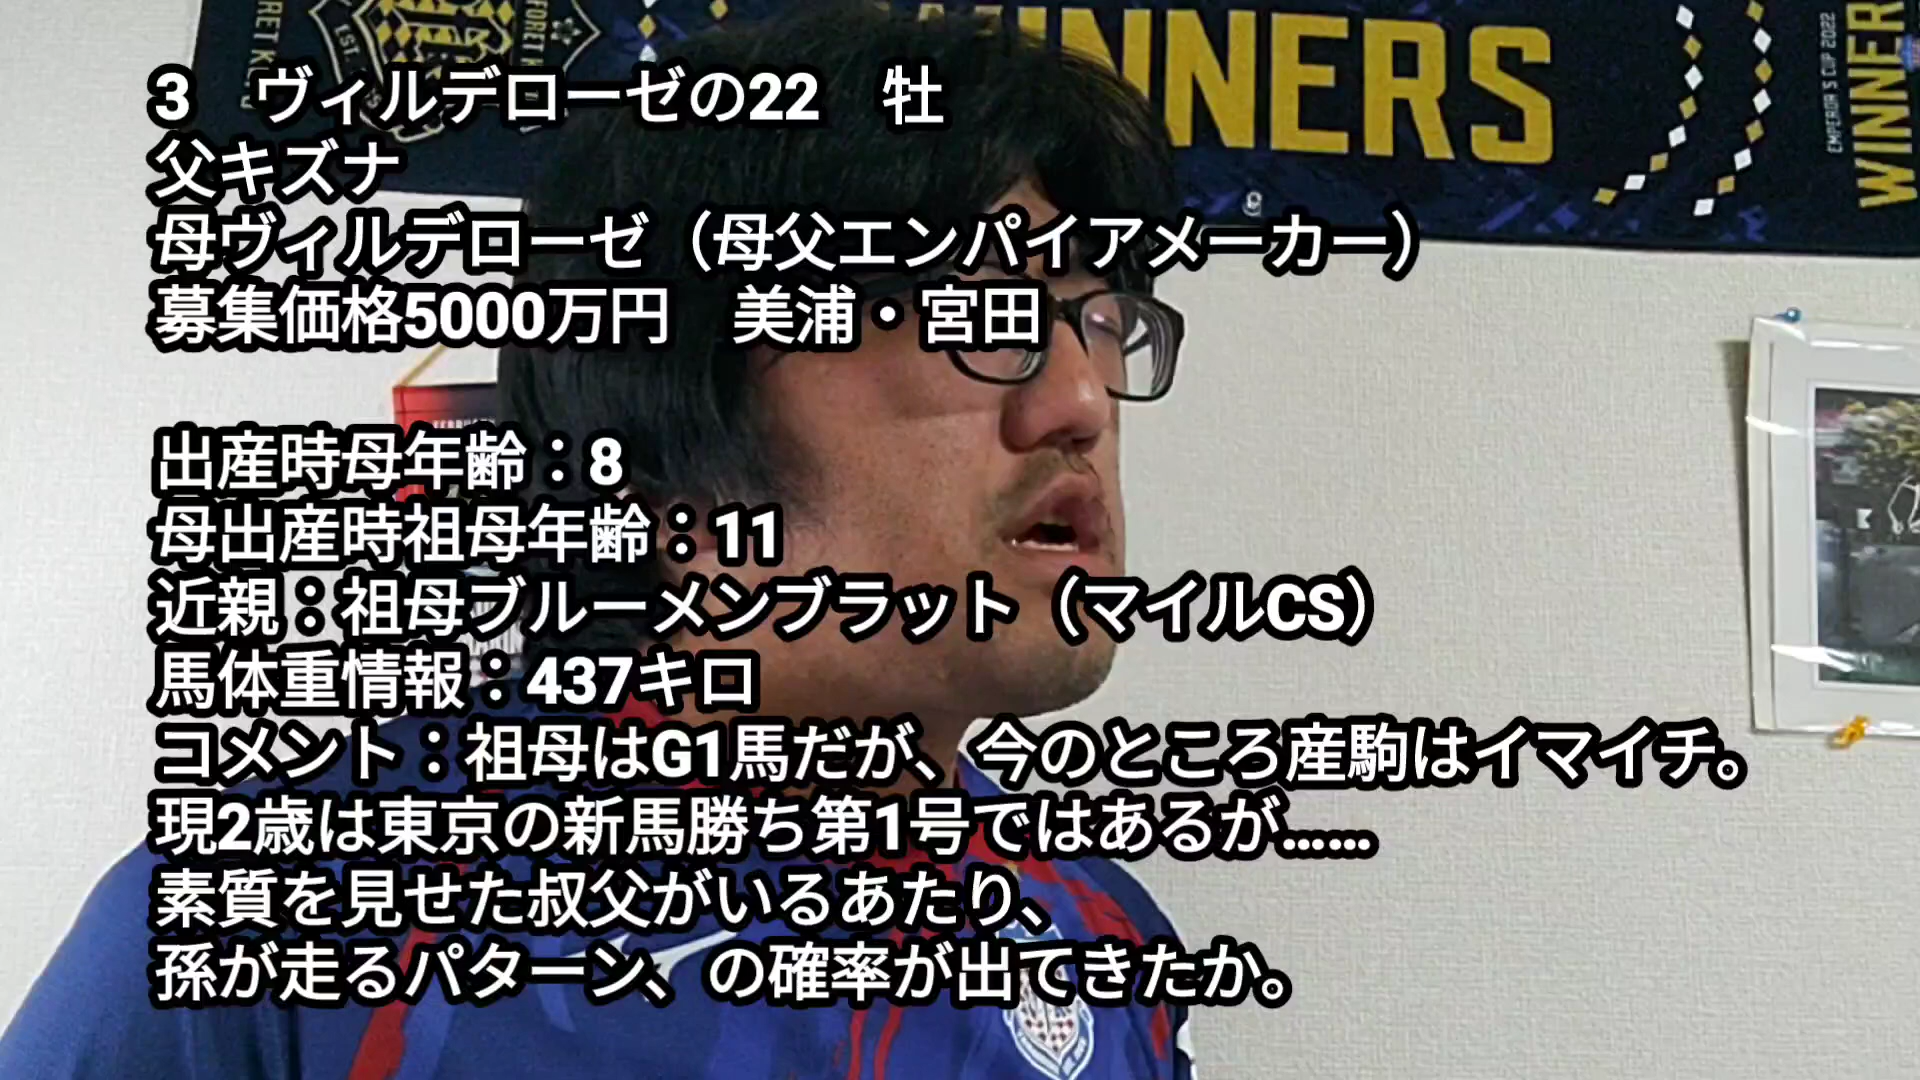 3　ヴィルデローゼの22　牡
父キズナ
母ヴィルデローゼ（母父エンパイアメーカー）
募集価格5000万円　美浦・宮田
出産時母年齢：8
母出産時祖母年齢：11
近親：祖母ブルーメンブラット（マイルCS）
馬体重情報：437キロ
コメント：祖母はG1馬だが、今のところ産駒はイマイチ。
現2歳は東京の新馬勝ち第1号ではあるが……
素質を見せた叔父がいるあたり、
孫が走るパターン、の確率が出てきたか。
WINNERS
EMPEROR'S CUP 2022
WINNER
EST.